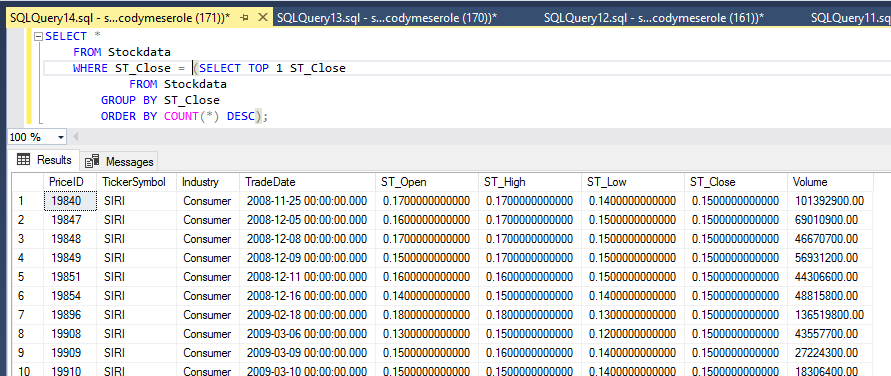 SQLQuery14.sql - s...codymeserole (171))* SQLQuery13.sql - s...codymeserole (170))* SQLQuery12.sql - s...codymeserole (161))* SQLQuery11.sq
SELECT *
FROM Stockdata
WHERE ST_Close = (SELECT TOP 1 ST_Close
FROM Stockdata
GROUP BY ST_Close
ORDER BY COUNT(*) DESC);
100 %
Results Messages
PriceID TickerSymbol Industry TradeDate ST_Open ST_High ST_Low ST_Close Volume
1 19840 SIRI Consumer 2008-11-25 00:00:00.000 0.1700000000000 0.1700000000000 0.1400000000000 0.1500000000000 101392900.00
2 19847 SIRI Consumer 2008-12-05 00:00:00.000 0.1600000000000 0.1700000000000 0.1500000000000 0.1500000000000 69010900.00
3 19848 SIRI Consumer 2008-12-08 00:00:00.000 0.1700000000000 0.1700000000000 0.1500000000000 0.1500000000000 46670700.00
4 19849 SIRI Consumer 2008-12-09 00:00:00.000 0.1500000000000 0.1700000000000 0.1500000000000 0.1500000000000 56931200.00
5 19851 SIRI Consumer 2008-12-11 00:00:00.000 0.1600000000000 0.1600000000000 0.1500000000000 0.1500000000000 44306600.00
6 19854 SIRI Consumer 2008-12-16 00:00:00.000 0.1400000000000 0.1500000000000 0.1400000000000 0.1500000000000 48815800.00
7 19896 SIRI Consumer 2009-02-18 00:00:00.000 0.1800000000000 0.1800000000000 0.1300000000000 0.1500000000000 136519800.00
8 19908 SIRI Consumer 2009-03-06 00:00:00.000 0.1300000000000 0.1500000000000 0.1200000000000 0.1500000000000 43557700.00
9 19909 SIRI Consumer 2009-03-09 00:00:00.000 0.1500000000000 0.1600000000000 0.1400000000000 0.1500000000000 27224300.00
10 19910 SIRI Consumer 2009-03-10 00:00:00.000 0.1500000000000 0.1500000000000 0.1400000000000 0.1500000000000 18306400.00